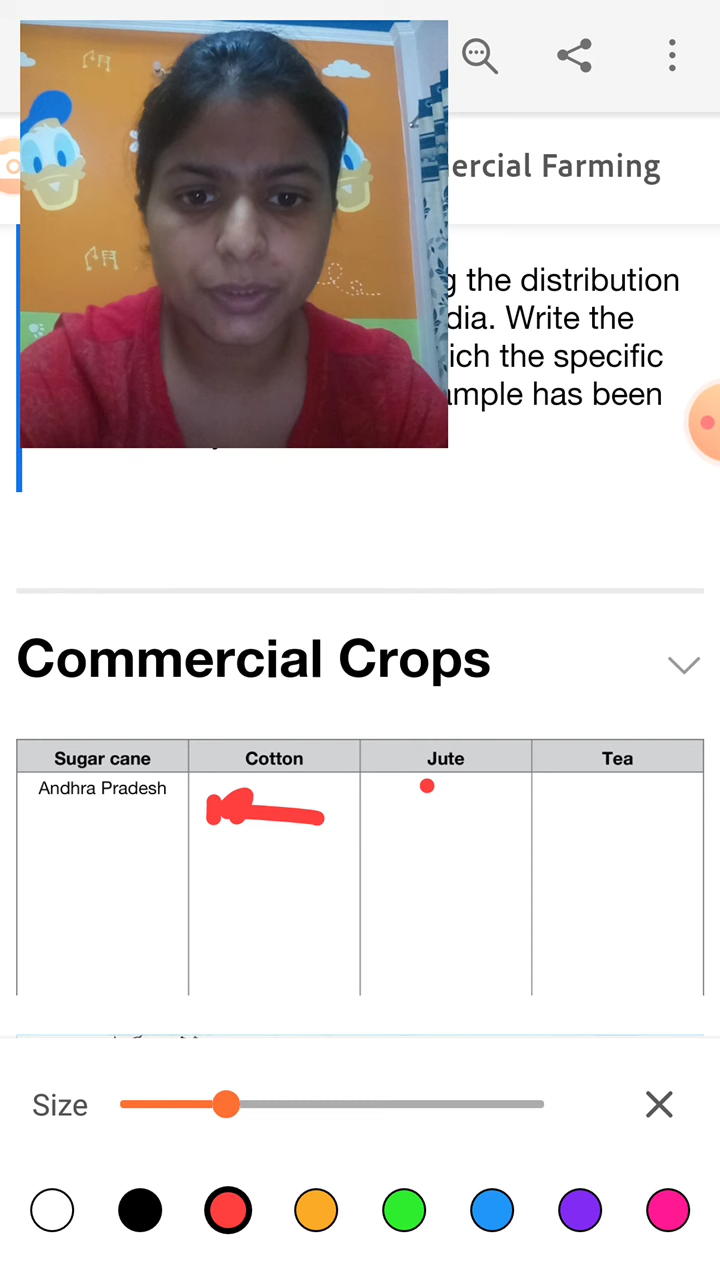 ercial Farming
the distribution
dia. Write the
ich the specific
mple has been
Commercial Crops
Sugar cane Cotton Jute Tea
Andhra Pradesh
Size